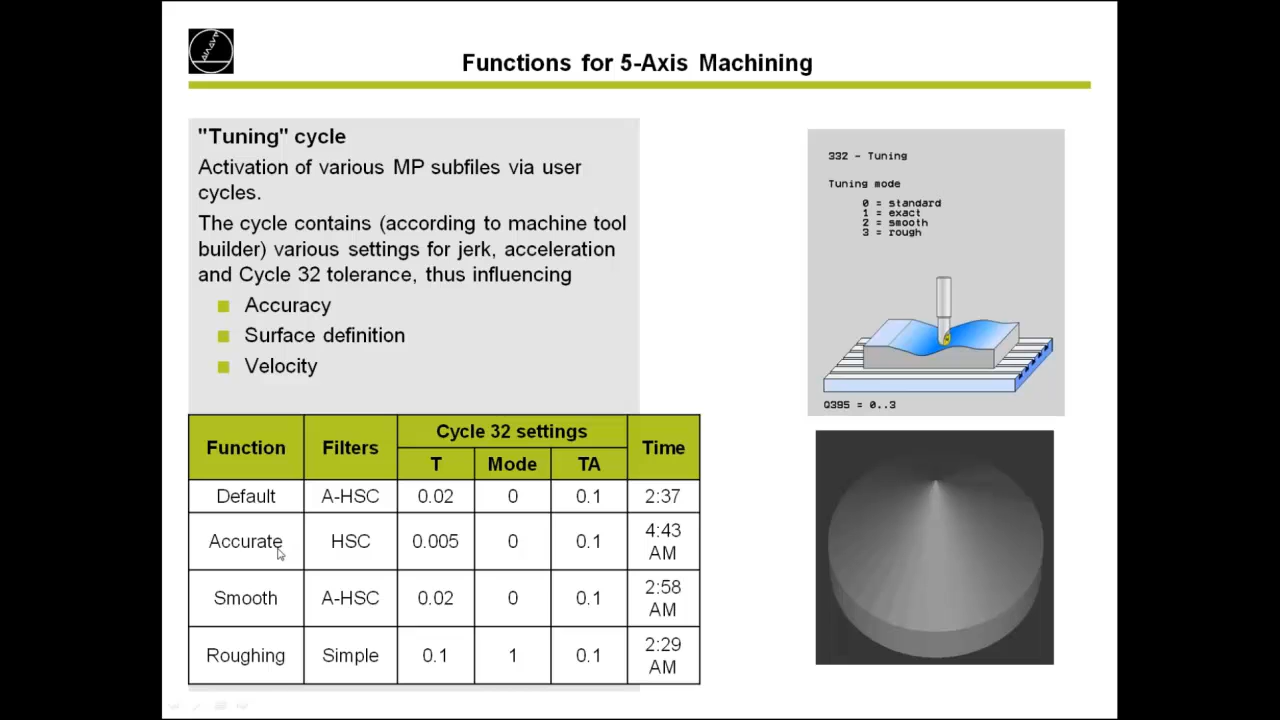 Functions for 5-Axis Machining
"Tuning" cycle
Activation of various MP subfiles via user
cycles.
The cycle contains (according to machine tool
builder) various settings for jerk, acceleration
and Cycle 32 tolerance, thus influencing
Accuracy
Surface definition
Velocity
332 - Tuning
Tuning mode
0 = standard
1 = exact
2 = smooth
3 = rough
Q395 = 0..3
Function Filters Cycle 32 settings Time
T Mode TA
Default A-HSC 0.02 0 0.1 2:37
Accurate HSC 0.005 0 0.1 4:43
AM
Smooth A-HSC 0.02 0 0.1 2:58
AM
Roughing Simple 0.1 1 0.1 2:29
AM